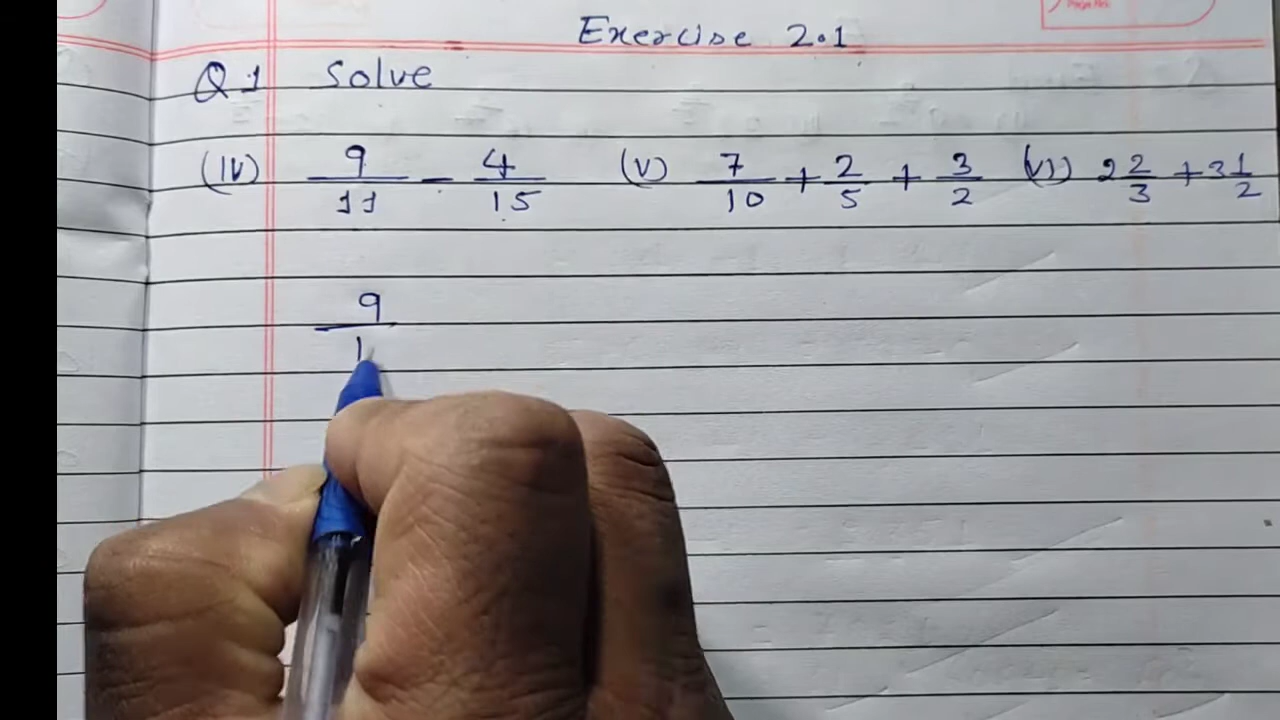 Exercise 2.1
Q.1 Solve
(IV) 9/11 - 4/15 (V) 7/10 + 2/5 + 3/2 (VI) 2 2/3 + 3 1/2
9/1